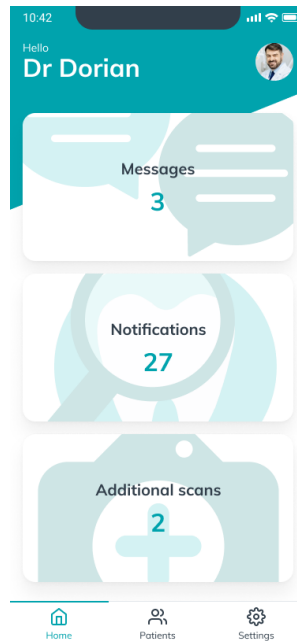 10:42
Hello
Dr Dorian
Messages
3
Notifications
27
Additional scans
2
Home
Patients
Settings